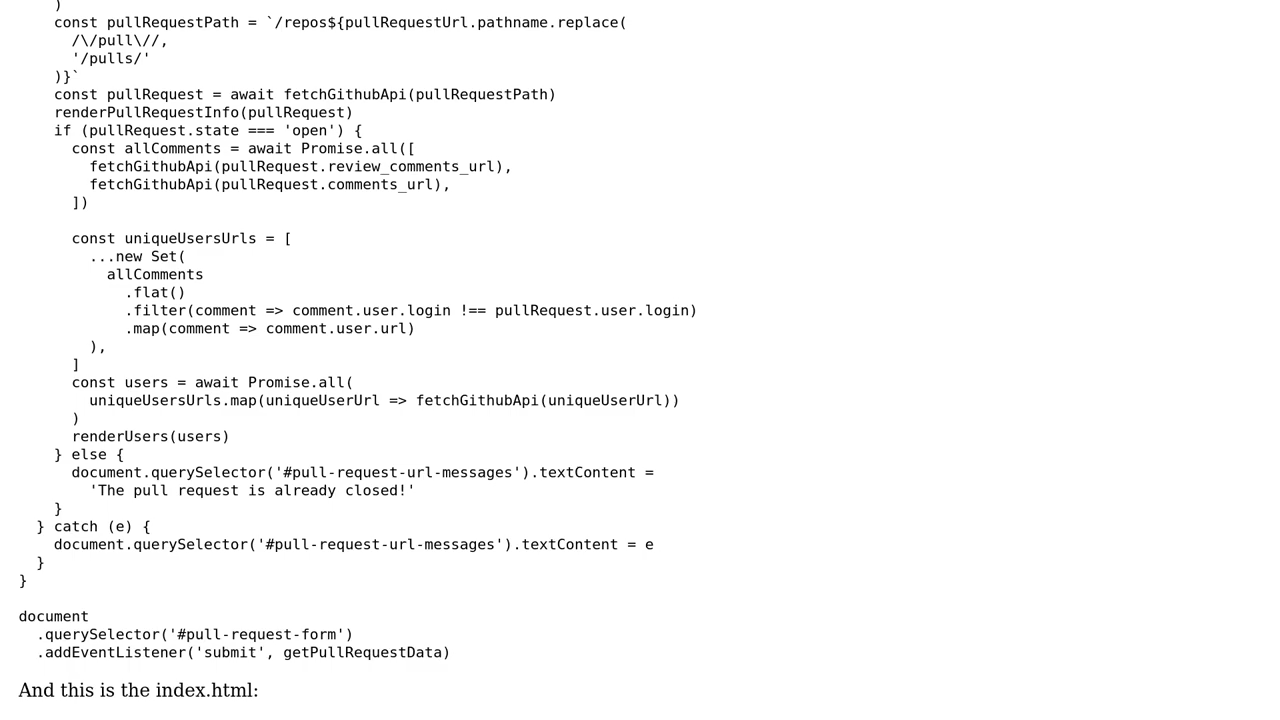 )
    const pullRequestPath = `/repos${pullRequestUrl.pathname.replace(
      /\/pull\//,
      '/pulls/'
    )}`
    const pullRequest = await fetchGithubApi(pullRequestPath)
    renderPullRequestInfo(pullRequest)
    if (pullRequest.state === 'open') {
      const allComments = await Promise.all([
        fetchGithubApi(pullRequest.review_comments_url),
        fetchGithubApi(pullRequest.comments_url),
      ])

      const uniqueUsersUrls = [
        ...new Set(
          allComments
            .flat()
            .filter(comment => comment.user.login !== pullRequest.user.login)
            .map(comment => comment.user.url)
        ),
      ]
      const users = await Promise.all(
        uniqueUsersUrls.map(uniqueUserUrl => fetchGithubApi(uniqueUserUrl))
      )
      renderUsers(users)
    } else {
      document.querySelector('#pull-request-url-messages').textContent =
        'The pull request is already closed!'
    }
  } catch (e) {
    document.querySelector('#pull-request-url-messages').textContent = e
  }
}

document
  .querySelector('#pull-request-form')
  .addEventListener('submit', getPullRequestData)

And this is the index.html: